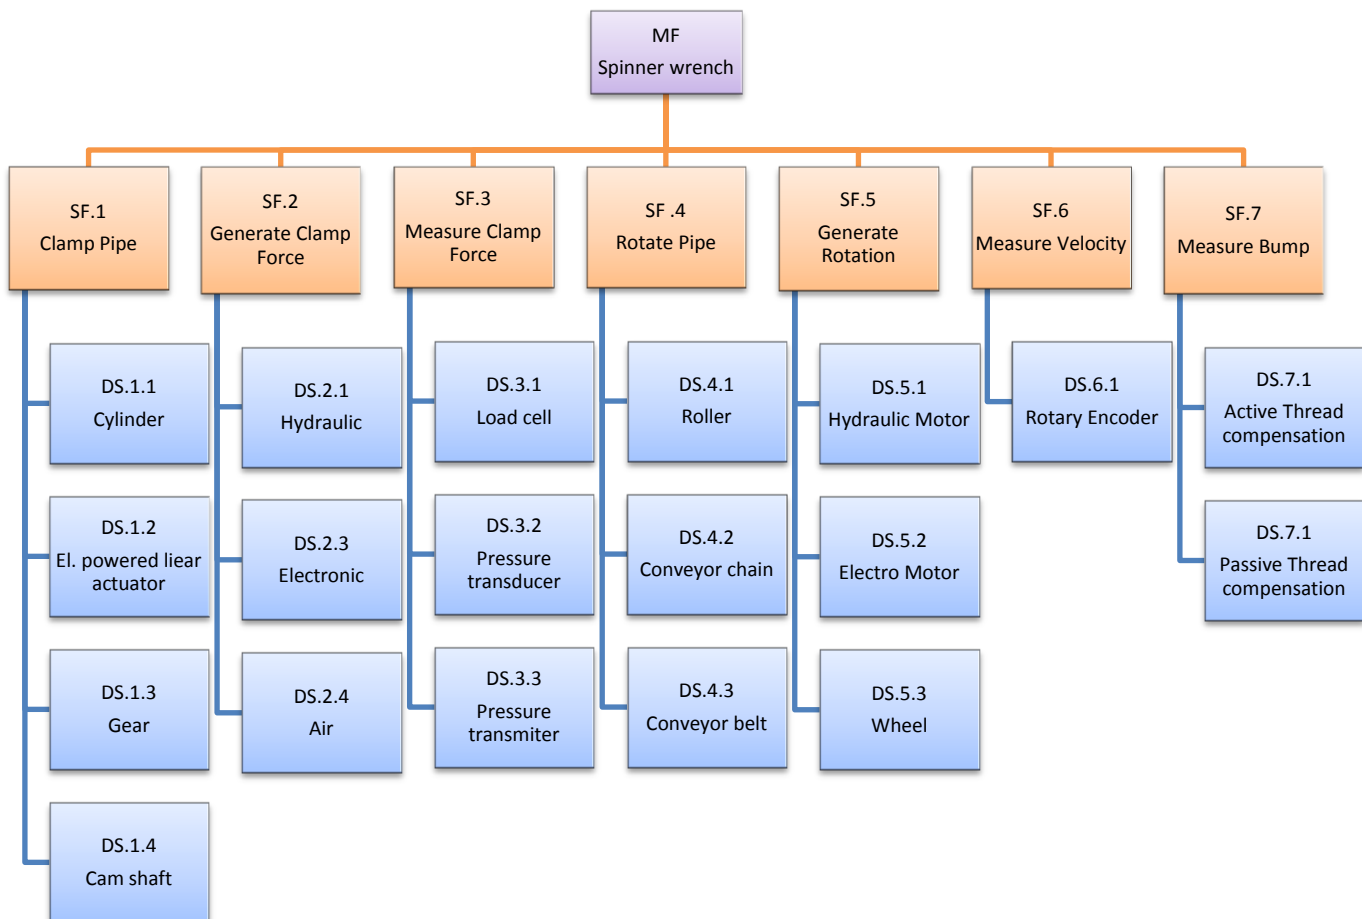 MF
Spinner wrench
SF.1
Clamp Pipe
SF.2
Generate Clamp
Force
SF.3
Measure Clamp
Force
SF .4
Rotate Pipe
SF.5
Generate
Rotation
SF.6
Measure Velocity
SF.7
Measure Bump
DS.1.1
Cylinder
DS.1.2
El. powered liear
actuator
DS.1.3
Gear
DS.1.4
Cam shaft
DS.2.1
Hydraulic
DS.2.3
Electronic
DS.2.4
Air
DS.3.1
Load cell
DS.3.2
Pressure
transducer
DS.3.3
Pressure
transmiter
DS.4.1
Roller
DS.4.2
Conveyor chain
DS.4.3
Conveyor belt
DS.5.1
Hydraulic Motor
DS.5.2
Electro Motor
DS.5.3
Wheel
DS.6.1
Rotary Encoder
DS.7.1
Active Thread
compensation
DS.7.1
Passive Thread
compensation